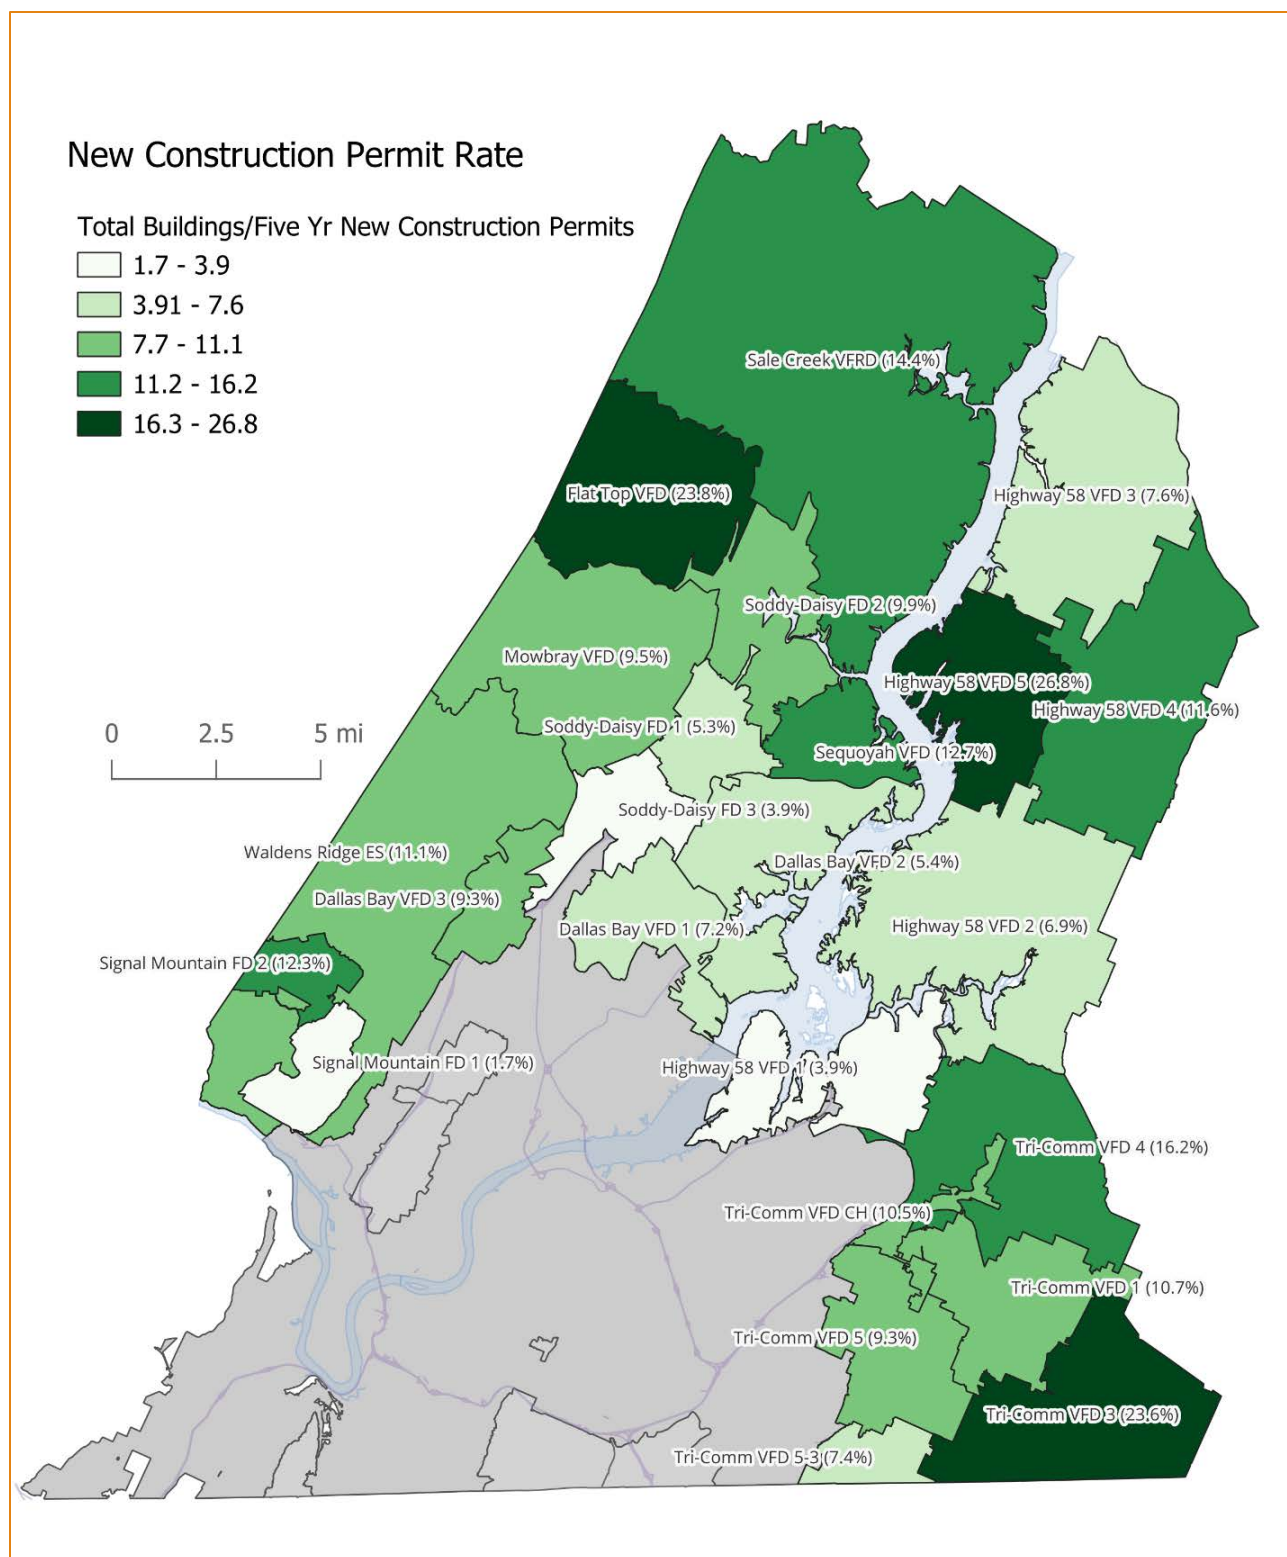 New Construction Permit Rate
Total Buildings/Five Yr New Construction Permits
1.7 - 3.9
3.91 - 7.6
7.7 - 11.1
11.2 - 16.2
16.3 - 26.8
Sale Creek VFRD (14.4%)
Flat Top VFD (23.8%)
Highway 58 VFD 3 (7.6%)
Soddy-Daisy FD 2 (9.9%)
Mowbray VFD (9.5%)
Highway 58 VFD 5 (26.8%)
Highway 58 VFD 4 (11.6%)
Soddy-Daisy FD 1 (5.3%)
0 2.5 5 mi
Sequoyah VFD (12.7%)
Soddy-Daisy FD 3 (3.9%)
Waldens Ridge ES (11.1%)
Dallas Bay VFD 2 (5.4%)
Dallas Bay VFD 3 (9.3%)
Dallas Bay VFD 1 (7.2%)
Highway 58 VFD 2 (6.9%)
Signal Mountain FD 2 (12.3%)
Signal Mountain FD 1 (1.7%)
Highway 58 VFD 1 (3.9%)
Tri-Comm VFD 4 (16.2%)
Tri-Comm VFD CH (10.5%)
Tri-Comm VFD 1 (10.7%)
Tri-Comm VFD 5 (9.3%)
Tri-Comm VFD 3 (23.6%)
Tri-Comm VFD 5-3 (7.4%)